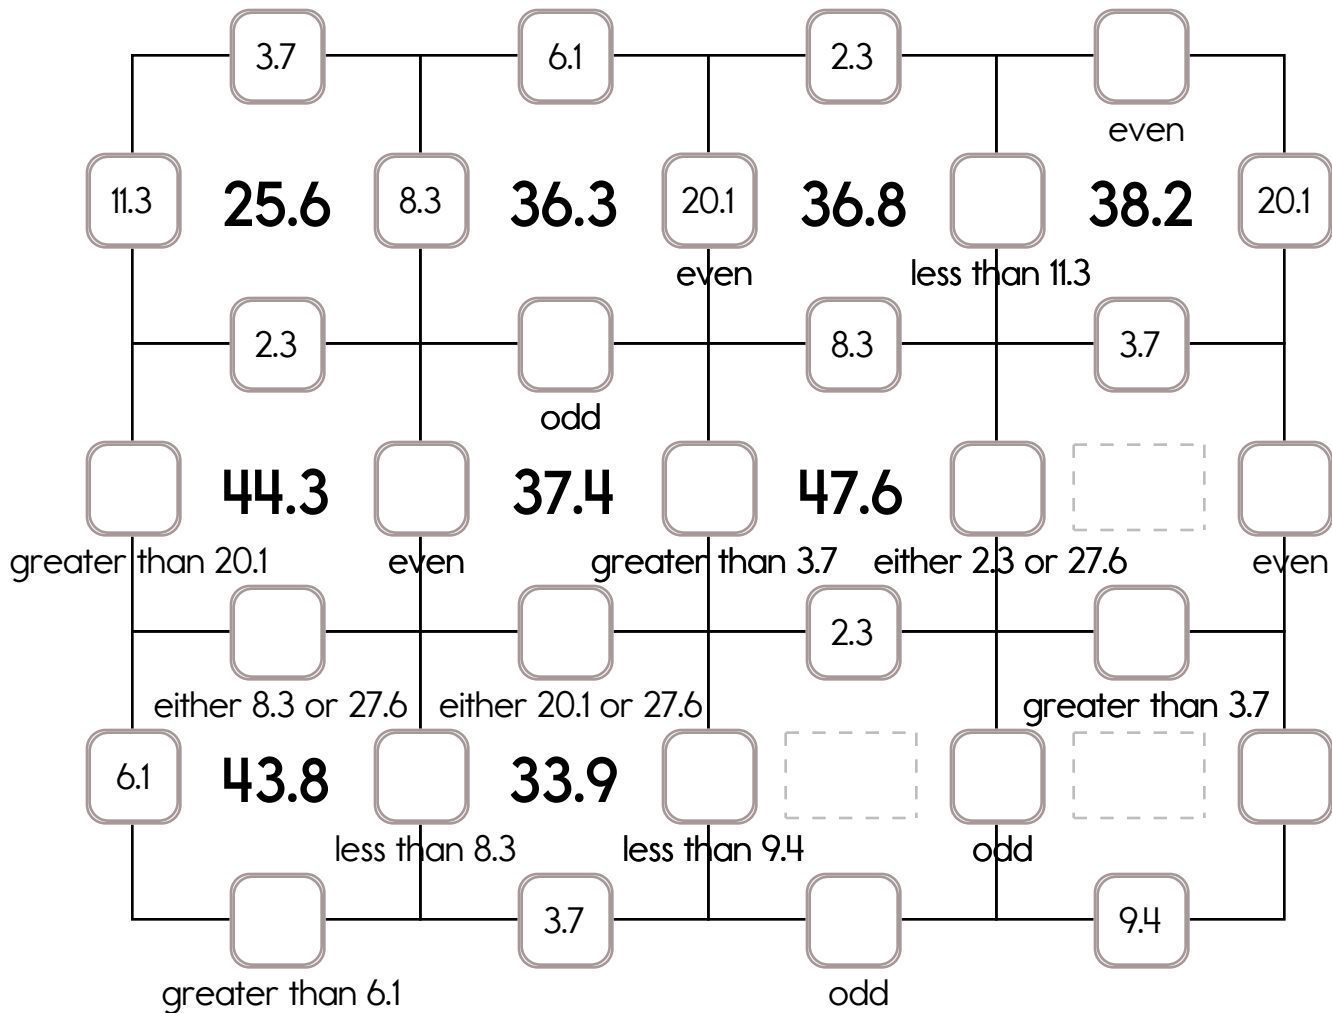 3.7 6.1 2.3
even
11.3 25.6 8.3 36.3 20.1 36.8 38.2 20.1
even less than 11.3
2.3 8.3 3.7
odd
44.3 37.4 47.6
greater than 20.1 even greater than 3.7 either 2.3 or 27.6 even
2.3
either 8.3 or 27.6 either 20.1 or 27.6 greater than 3.7
6.1 43.8 33.9
less than 8.3 less than 9.4 odd
3.7 9.4
greater than 6.1 odd